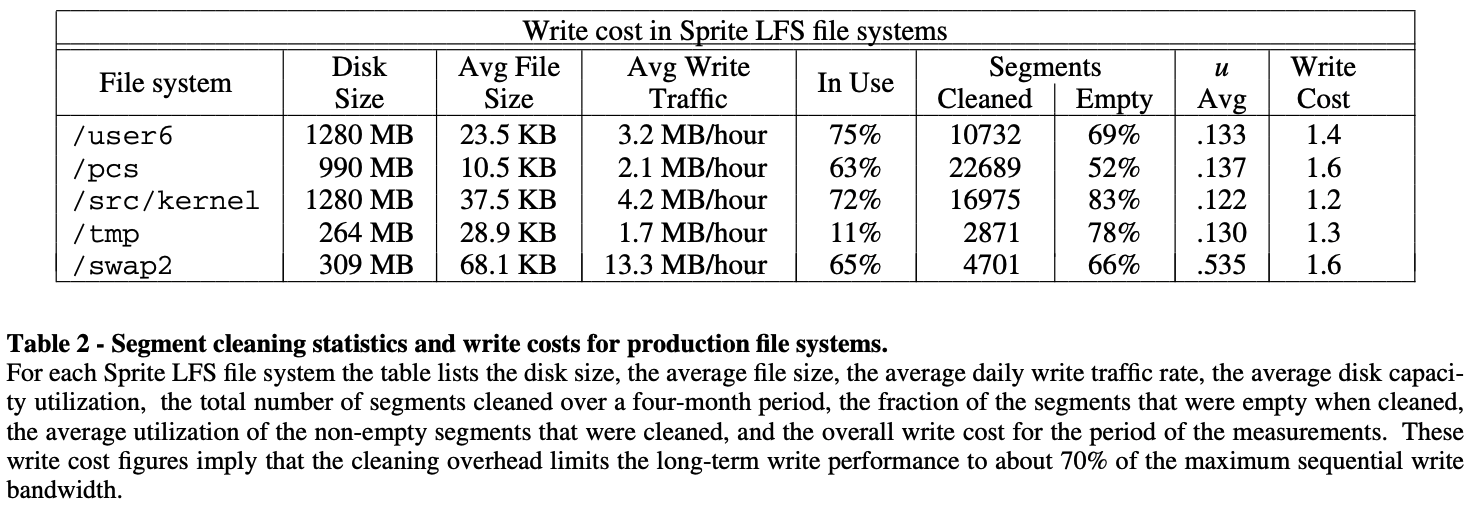 Write cost in Sprite LFS file systems
File system Disk Size Avg File Size Avg Write Traffic In Use Segments Cleaned Empty u Avg Write Cost
/user6 1280 MB 23.5 KB 3.2 MB/hour 75% 10732 69% .133 1.4
/pcs 990 MB 10.5 KB 2.1 MB/hour 63% 22689 52% .137 1.6
/src/kernel 1280 MB 37.5 KB 4.2 MB/hour 72% 16975 83% .122 1.2
/tmp 264 MB 28.9 KB 1.7 MB/hour 11% 2871 78% .130 1.3
/swap2 309 MB 68.1 KB 13.3 MB/hour 65% 4701 66% .535 1.6
Table 2 - Segment cleaning statistics and write costs for production file systems.
For each Sprite LFS file system the table lists the disk size, the average file size, the average daily write traffic rate, the average disk capaci-
ty utilization, the total number of segments cleaned over a four-month period, the fraction of the segments that were empty when cleaned,
the average utilization of the non-empty segments that were cleaned, and the overall write cost for the period of the measurements. These
write cost figures imply that the cleaning overhead limits the long-term write performance to about 70% of the maximum sequential write
bandwidth.